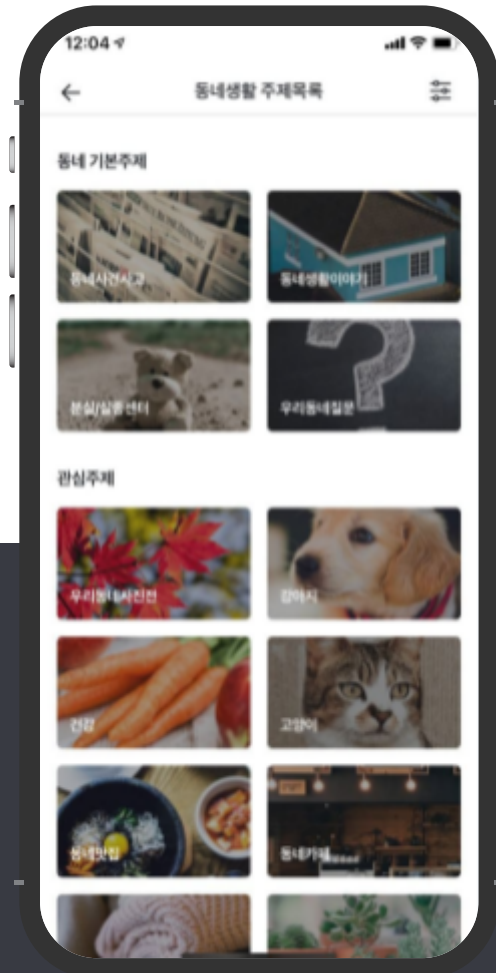 12:04
동네생활 주제목록
동네 기본주제
동네사건사고
동네생활이야기
분실/실종센터
우리동네질문
관심주제
우리동네사진전
강아지
건강
고양이
동네맛집
동네카페